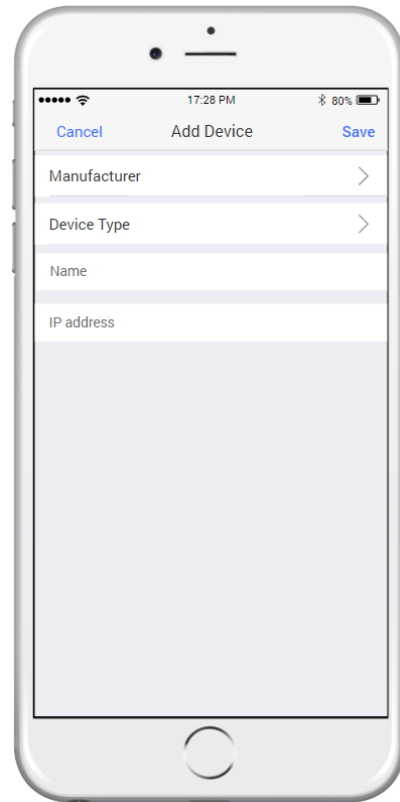 17:28 PM 80%
Cancel Add Device Save
Manufacturer
Device Type
Name
IP address